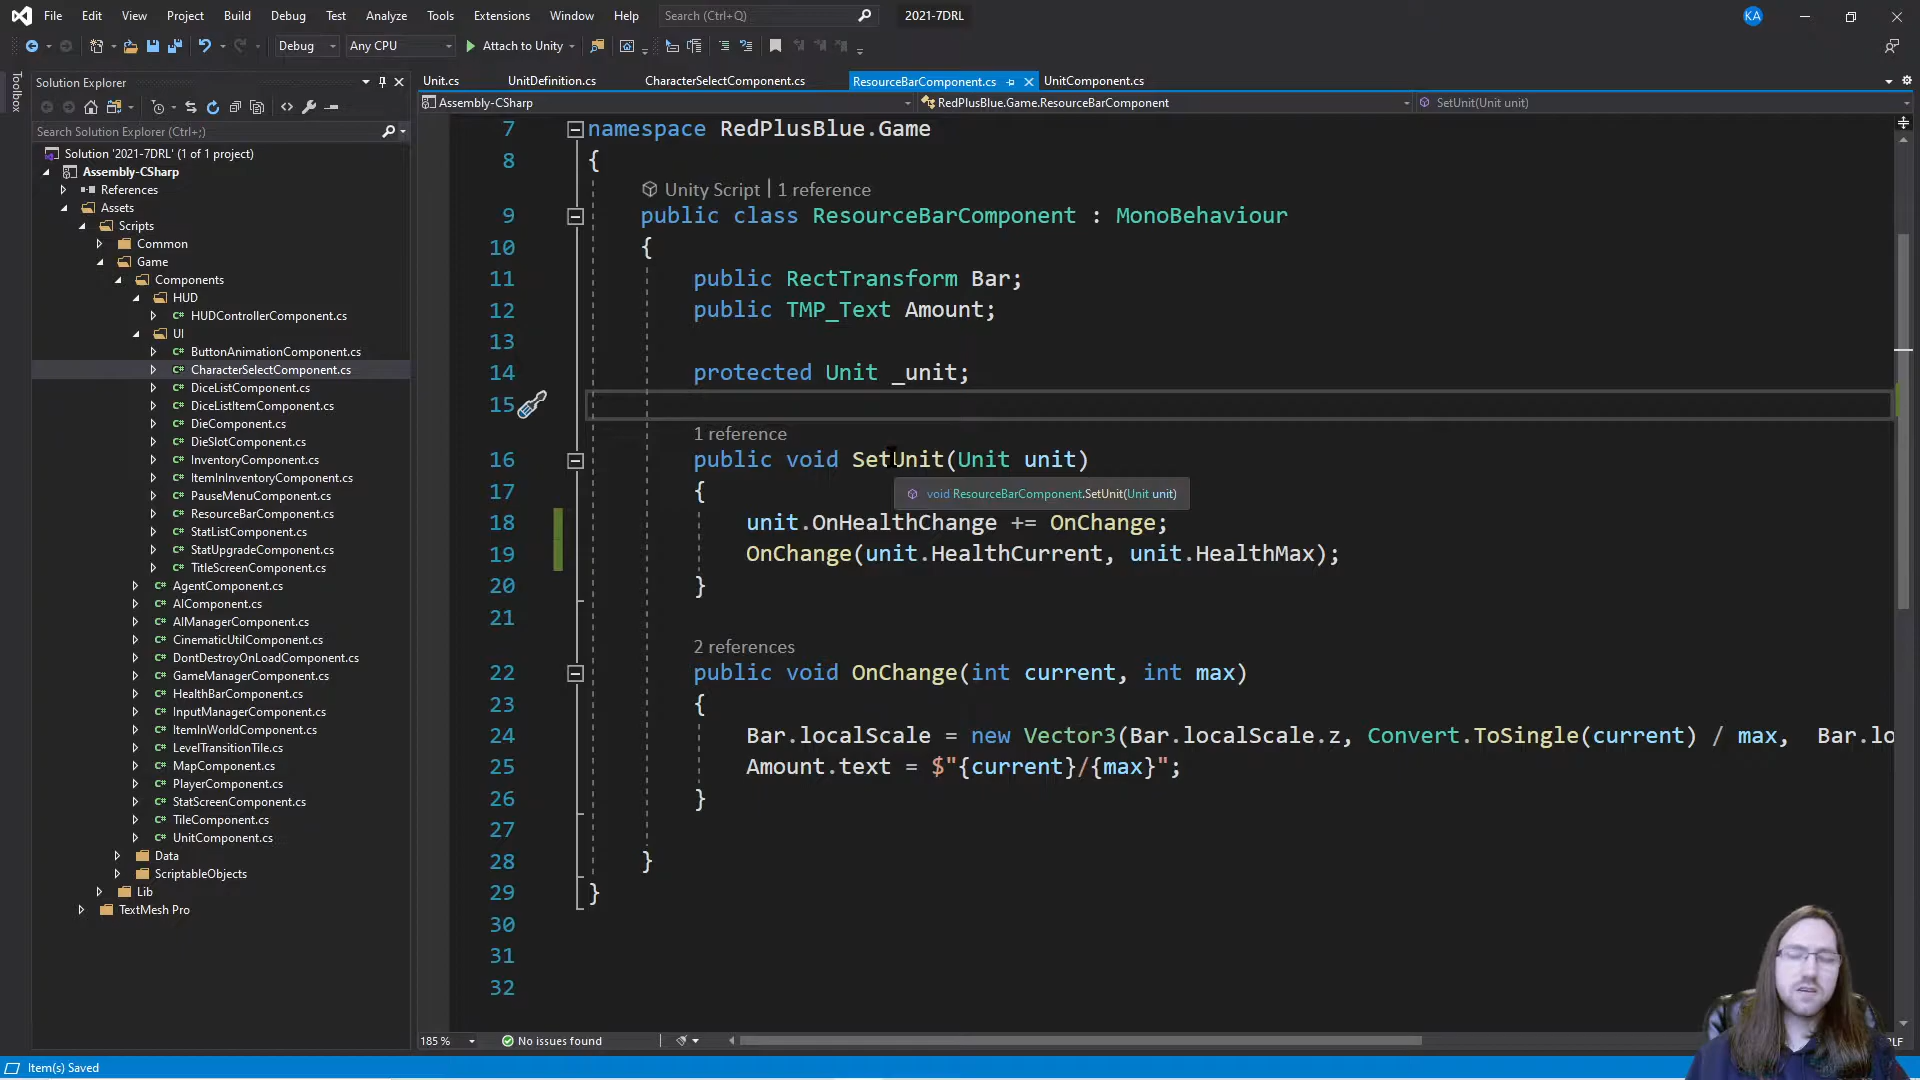 File Edit View Git Project Build Debug Test Analyze Tools Extensions Window Help Search (Ctrl+Q) 2021-7DRL KA
Debug Any CPU Attach to Unity
Toolbox
Solution Explorer
Search Solution Explorer (Ctrl+;)
Solution '2021-7DRL' (1 of 1 project)
Assembly-CSharp
References
Assets
Scripts
Common
Game
Components
HUD
C# HUDControllerComponent.cs
UI
C# ButtonAnimationComponent.cs
C# CharacterSelectComponent.cs
C# DiceListComponent.cs
C# DiceListItemComponent.cs
C# DieComponent.cs
C# DieSlotComponent.cs
C# InventoryComponent.cs
C# ItemInInventoryComponent.cs
C# PauseMenuComponent.cs
C# ResourceBarComponent.cs
C# StatListComponent.cs
C# StatUpgradeComponent.cs
C# TitleScreenComponent.cs
C# AgentComponent.cs
C# AIComponent.cs
C# AIManagerComponent.cs
C# CinematicUtilComponent.cs
C# DontDestroyOnLoadComponent.cs
C# GameManagerComponent.cs
C# HealthBarComponent.cs
C# InputManagerComponent.cs
C# ItemInWorldComponent.cs
C# LevelTransitionTile.cs
C# MapComponent.cs
C# PlayerComponent.cs
C# StatScreenComponent.cs
C# TileComponent.cs
C# UnitComponent.cs
Data
ScriptableObjects
Lib
TextMesh Pro
Unit.cs UnitDefinition.cs CharacterSelectComponent.cs ResourceBarComponent.cs UnitComponent.cs
Assembly-CSharp RedPlusBlue.Game.ResourceBarComponent SetUnit(Unit unit)
7 namespace RedPlusBlue.Game
8 {
Unity Script | 1 reference
9 public class ResourceBarComponent : MonoBehaviour
10 {
11 public RectTransform Bar;
12 public TMP_Text Amount;
13
14 protected Unit _unit;
15
1 reference
16 public void SetUnit(Unit unit)
17 {
void ResourceBarComponent.SetUnit(Unit unit)
18 unit.OnHealthChange += OnChange;
19 OnChange(unit.HealthCurrent, unit.HealthMax);
20 }
21
2 references
22 public void OnChange(int current, int max)
23 {
24 Bar.localScale = new Vector3(Bar.localScale.z, Convert.ToSingle(current) / max, Bar.lo
25 Amount.text = $"{current}/{max}";
26 }
27
28 }
29 }
30
31
32
185 % No issues found LF
Item(s) Saved